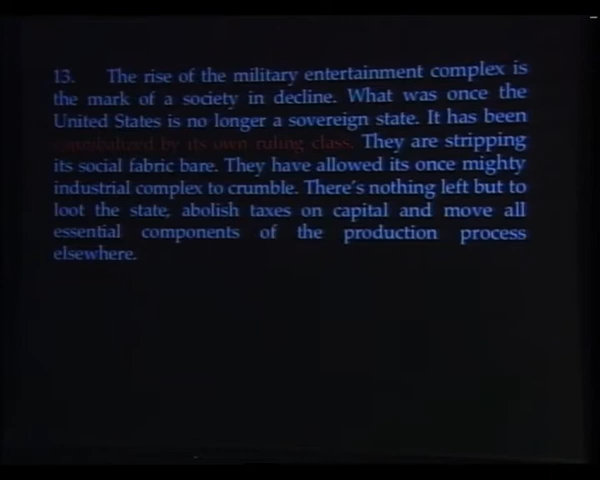 13. The rise of the military entertainment complex is
the mark of a society in decline. What was once the
United States is no longer a sovereign state. It has been
cannibalized by its own ruling class. They are stripping
its social fabric bare. They have allowed its once mighty
industrial complex to crumble. There's nothing left but to
loot the state, abolish taxes on capital and move all
essential components of the production process
elsewhere.